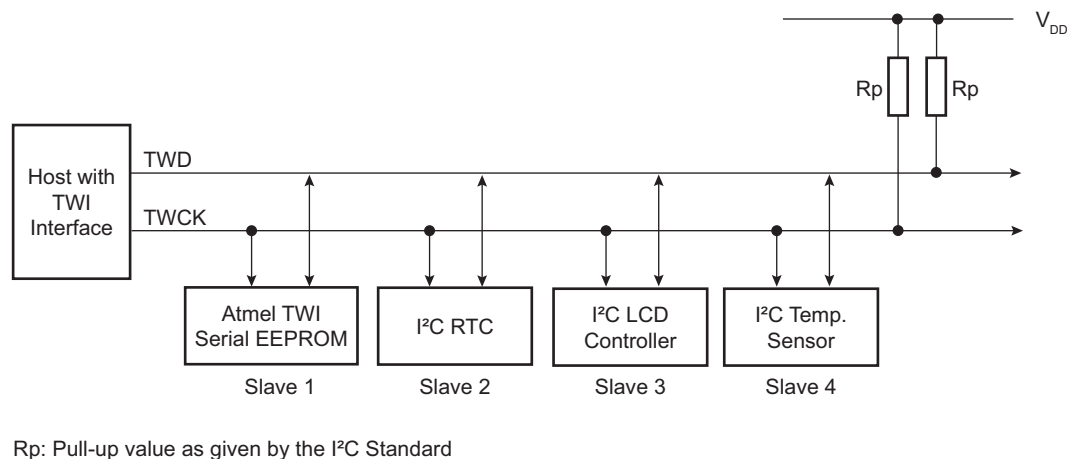 V_DD
Rp
Rp
Host with
TWI
Interface
TWD
TWCK
Atmel TWI
Serial EEPROM
I²C RTC
I²C LCD
Controller
I²C Temp.
Sensor
Slave 1
Slave 2
Slave 3
Slave 4
Rp: Pull-up value as given by the I²C Standard